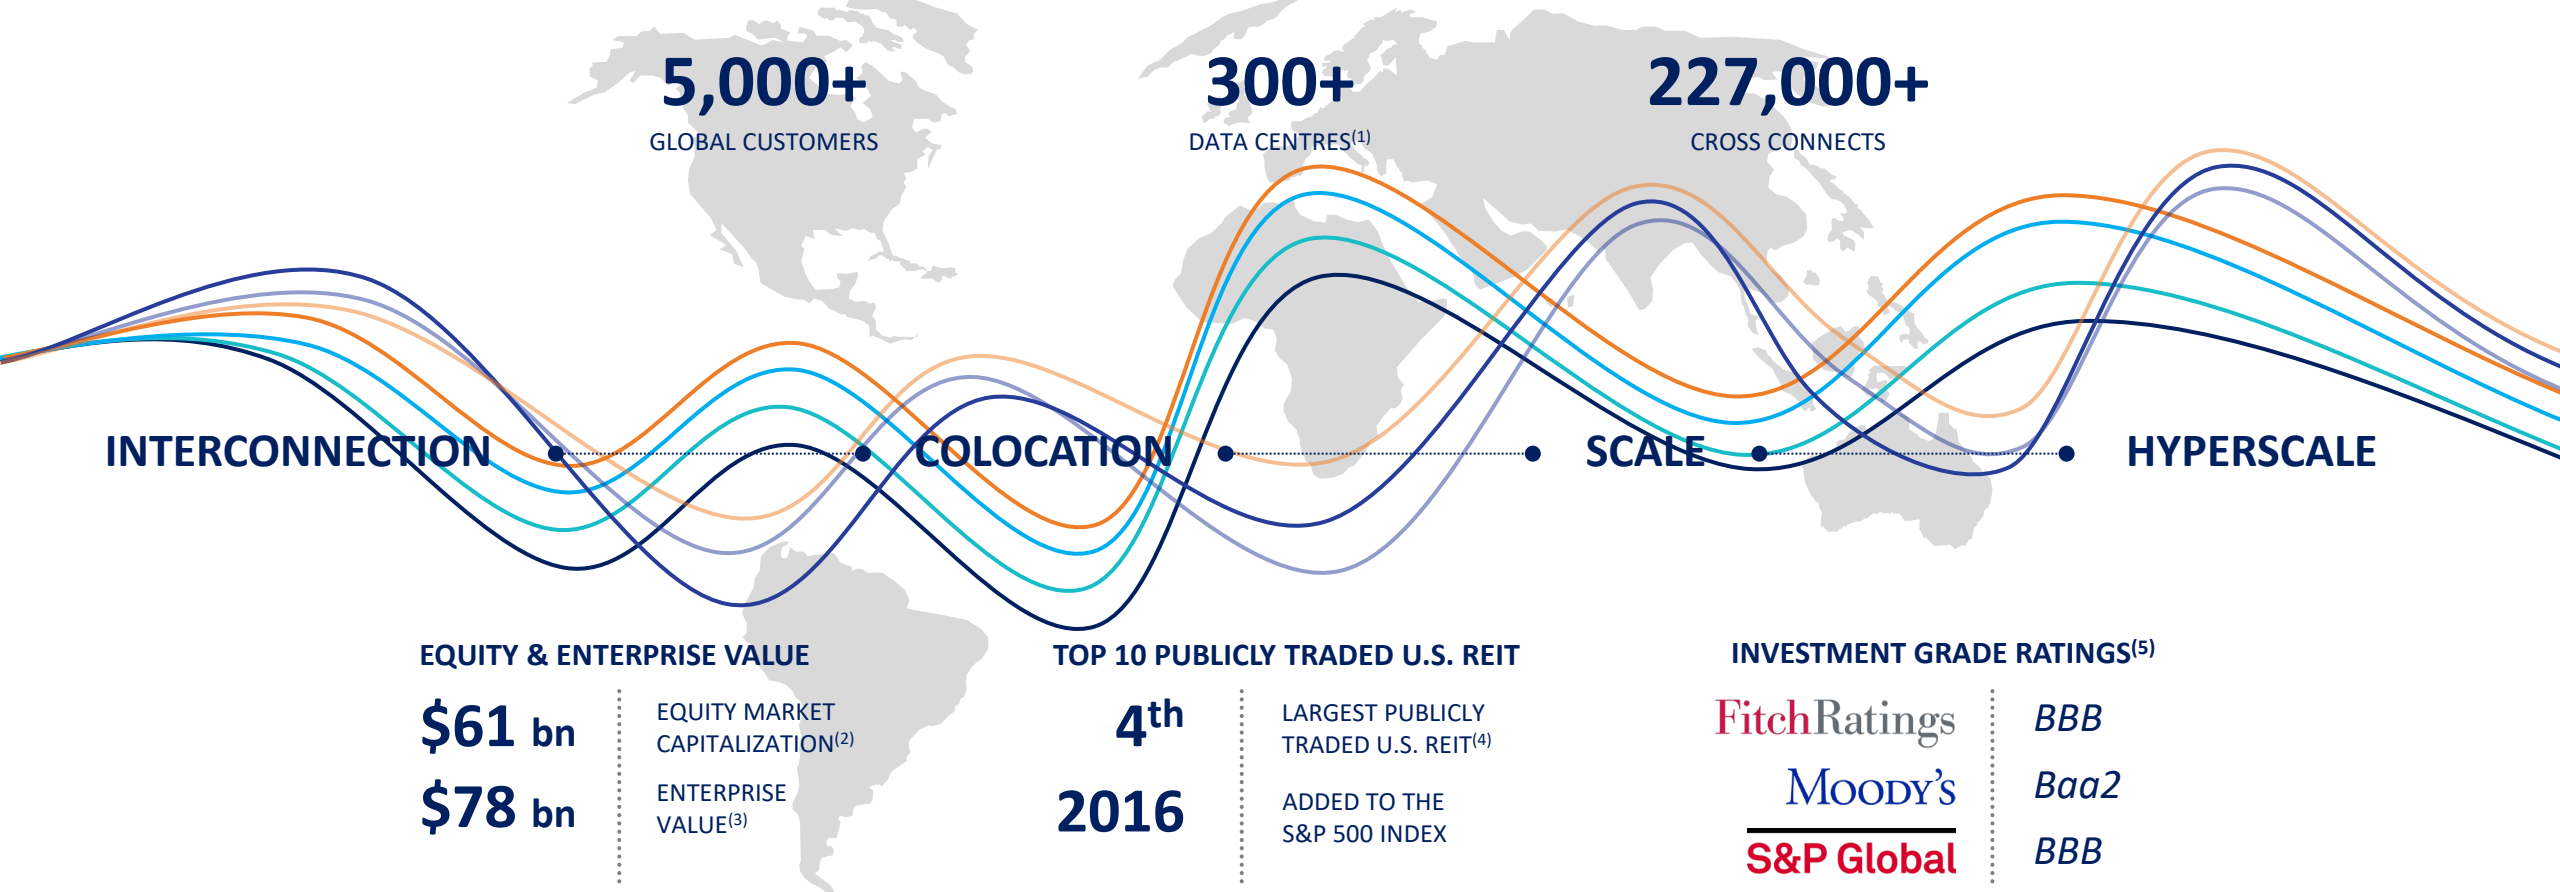 5,000+
GLOBAL CUSTOMERS
300+
DATA CENTRES(1)
227,000+
CROSS CONNECTS
INTERCONNECTION
COLOCATION
SCALE
HYPERSCALE
EQUITY & ENTERPRISE VALUE
$61 bn
EQUITY MARKET
CAPITALIZATION(2)
$78 bn
ENTERPRISE
VALUE(3)
TOP 10 PUBLICLY TRADED U.S. REIT
4th
LARGEST PUBLICLY
TRADED U.S. REIT(4)
2016
ADDED TO THE
S&P 500 INDEX
INVESTMENT GRADE RATINGS(5)
FitchRatings
BBB
MOODY'S
Baa2
S&P Global
BBB